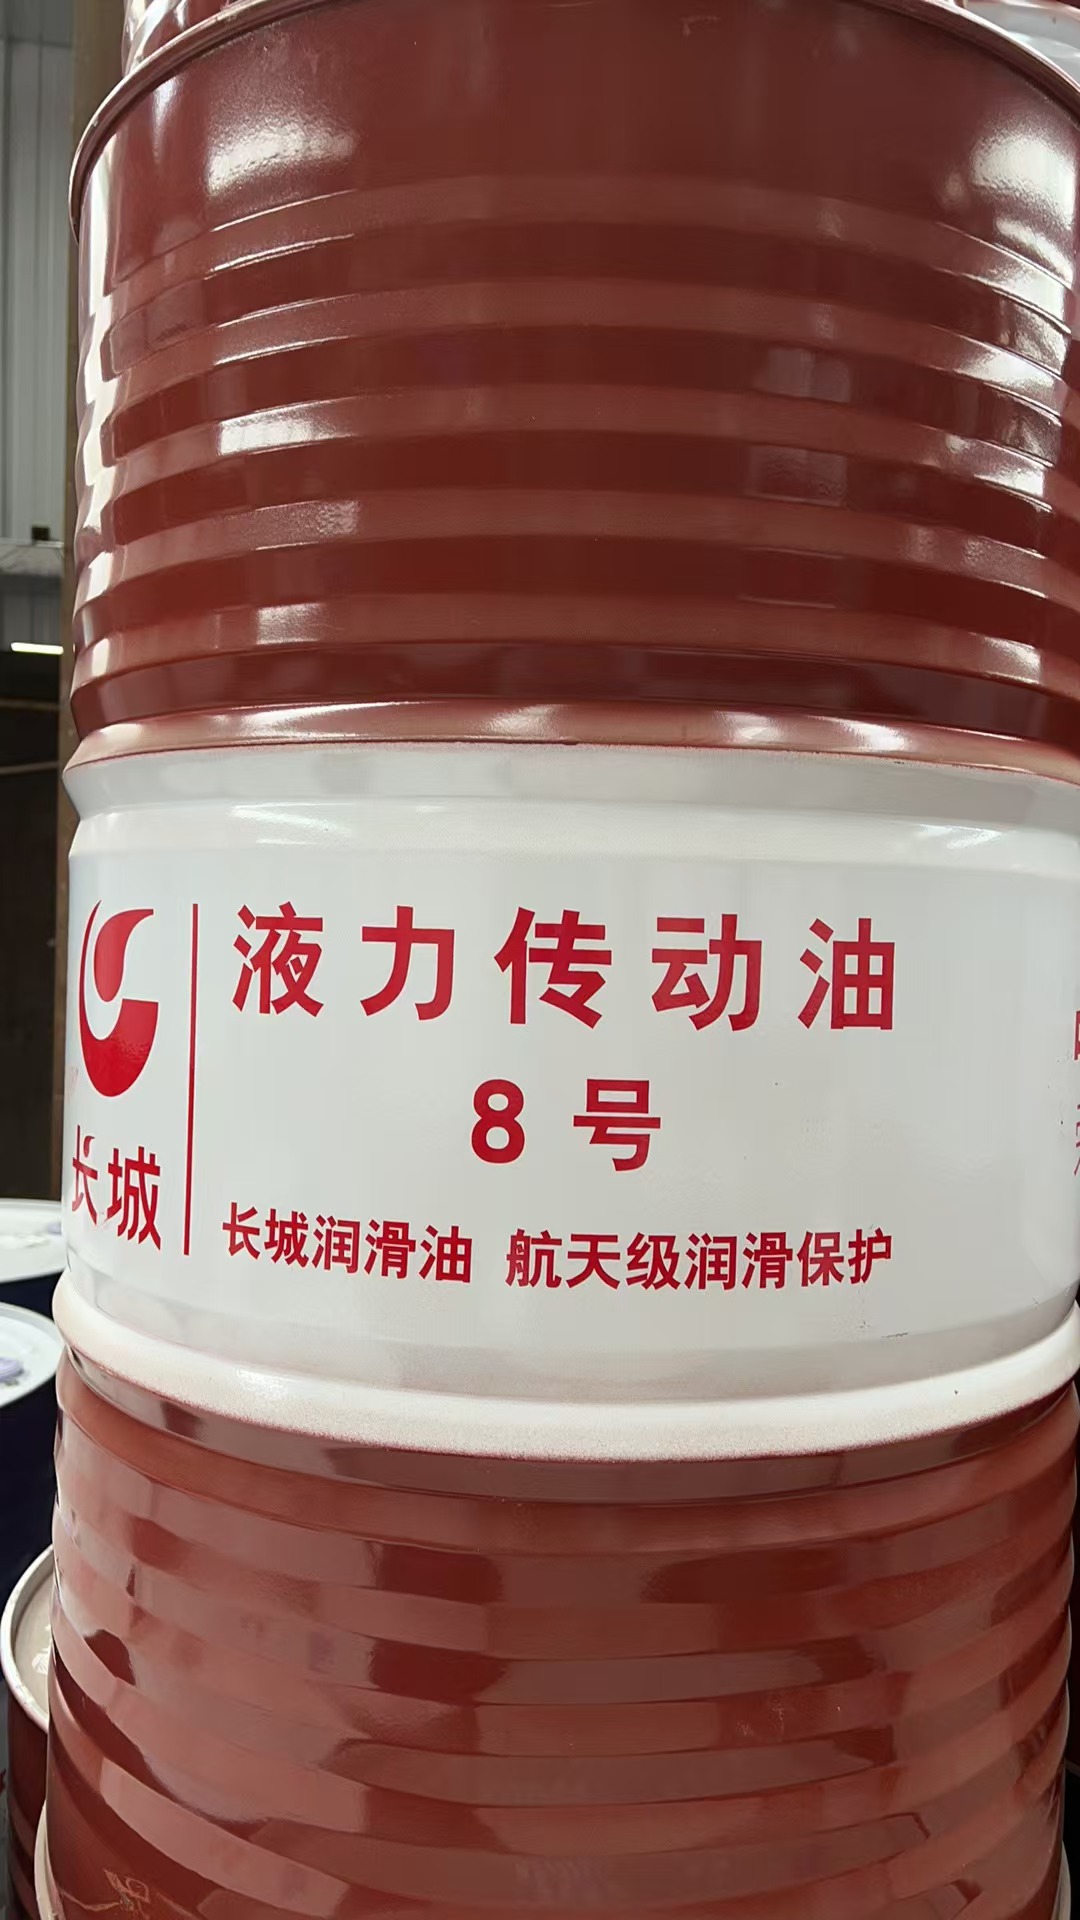 液力传动油
8号
长城
长城润滑油 航天级润滑保护